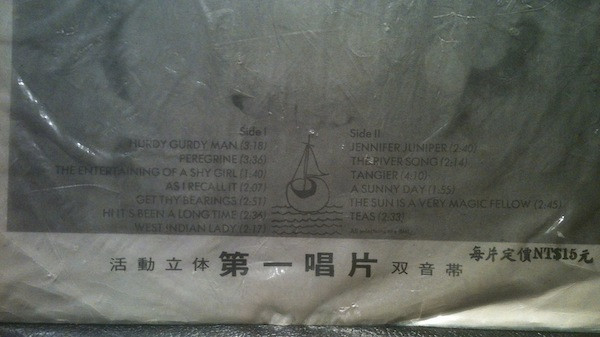 Side I
HURDY GURDY MAN (3:18)
PEREGRINE (3:36)
THE ENTERTAINING OF A SHY GIRL (1:40)
AS I RECALL IT (2:07)
GET THY BEARINGS (2:51)
HI IT'S BEEN A LONG TIME (2:34)
WEST INDIAN LADY (2:17)
Side II
JENNIFER JUNIPER (2:40)
THE RIVER SONG (2:14)
TANGIER (4:10)
A SUNNY DAY (1:55)
THE SUN IS A VERY MAGIC FELLOW (2:45)
TEAS (2:33)
活動立体 第一唱片 双音帯
每片定價NT$15元